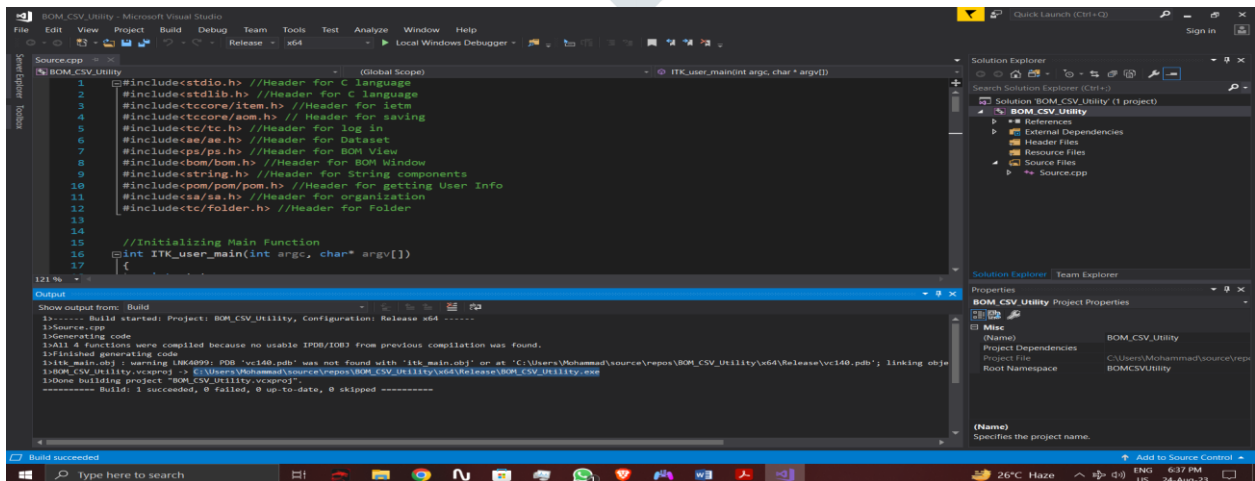 BOM_CSV_Utility - Microsoft Visual Studio
Quick Launch (Ctrl+Q)
File Edit View Project Build Debug Team Tools Test Analyze Window Help
Sign in
Release x64 Local Windows Debugger
Server Explorer
Toolbox
Source.cpp
BOM_CSV_Utility (Global Scope) ITK_user_main(int argc, char * argv[])
1 #include<stdio.h> //Header for C language
2 #include<stdlib.h> //Header for C language
3 #include<tccore/item.h> //Header for ietm
4 #include<tccore/aom.h> // Header for saving
5 #include<tc/tc.h> //Header for log in
6 #include<ae/ae.h> //Header for Dataset
7 #include<ps/ps.h> //Header for BOM View
8 #include<bom/bom.h> //Header for BOM Window
9 #include<string.h> //Header for String components
10 #include<pom/pom/pom.h> //Header for getting User Info
11 #include<sa/sa.h> //Header for organization
12 #include<tc/folder.h> //Header for Folder
13
14
15 //Initializing Main Function
16 int ITK_user_main(int argc, char* argv[])
17 {
121 %
Output
Show output from: Build
1>------ Build started: Project: BOM_CSV_Utility, Configuration: Release x64 ------
1>Source.cpp
1>Generating code
1>All 4 functions were compiled because no usable IPDB/IOBJ from previous compilation was found.
1>Finished generating code
1>itk_main.obj : warning LNK4099: PDB 'vc140.pdb' was not found with 'itk_main.obj' or at 'C:\Users\Mohammad\source\repos\BOM_CSV_Utility\x64\Release\vc140.pdb'; linking obje
1>BOM_CSV_Utility.vcxproj -> C:\Users\Mohammad\source\repos\BOM_CSV_Utility\x64\Release\BOM_CSV_Utility.exe
1>Done building project "BOM_CSV_Utility.vcxproj".
========== Build: 1 succeeded, 0 failed, 0 up-to-date, 0 skipped ==========
Solution Explorer
Search Solution Explorer (Ctrl+;)
Solution 'BOM_CSV_Utility' (1 project)
BOM_CSV_Utility
References
External Dependencies
Header Files
Resource Files
Source Files
Source.cpp
Solution Explorer Team Explorer
Properties
BOM_CSV_Utility Project Properties
Misc
(Name) BOM_CSV_Utility
Project Dependencies
Project File C:\Users\Mohammad\source\repo
Root Namespace BOMCSVUtility
(Name)
Specifies the project name.
Build succeeded
Add to Source Control
Type here to search
26°C Haze
ENG
US
6:37 PM
24-Aug-23